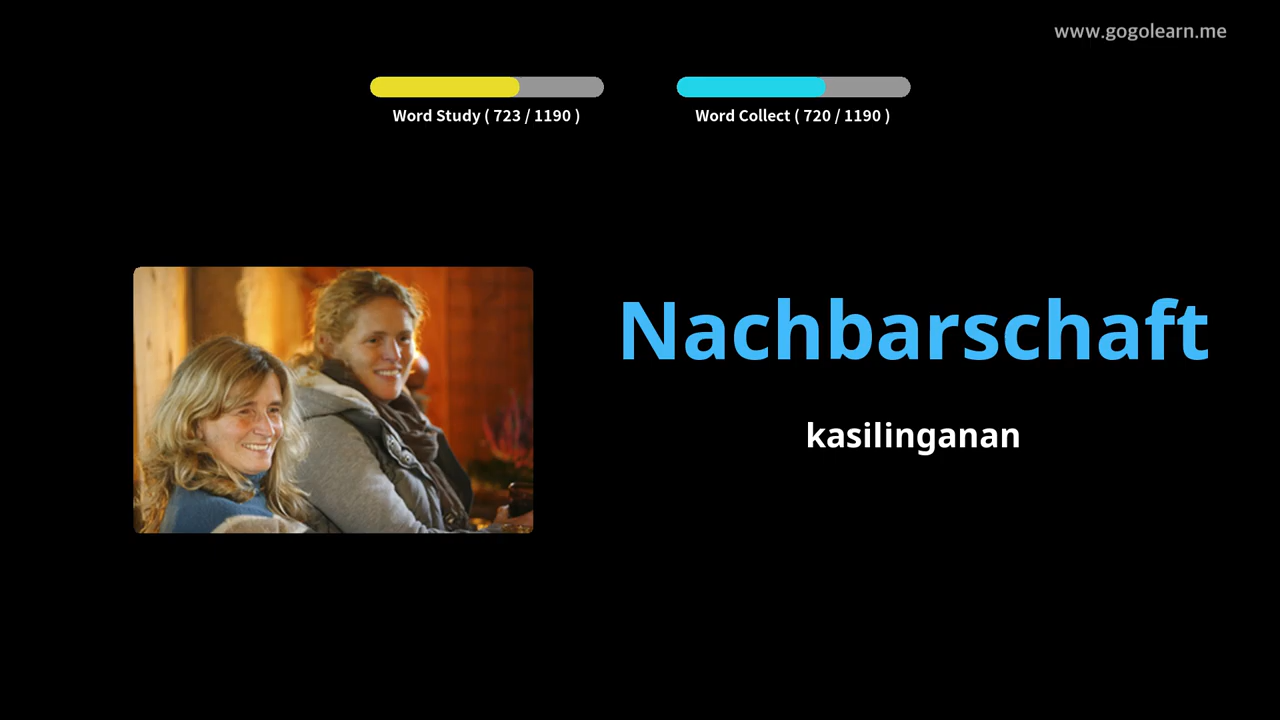 www.gogolearn.me
Word Study ( 723 / 1190 )
Word Collect ( 720 / 1190 )
Nachbarschaft
kasilinganan